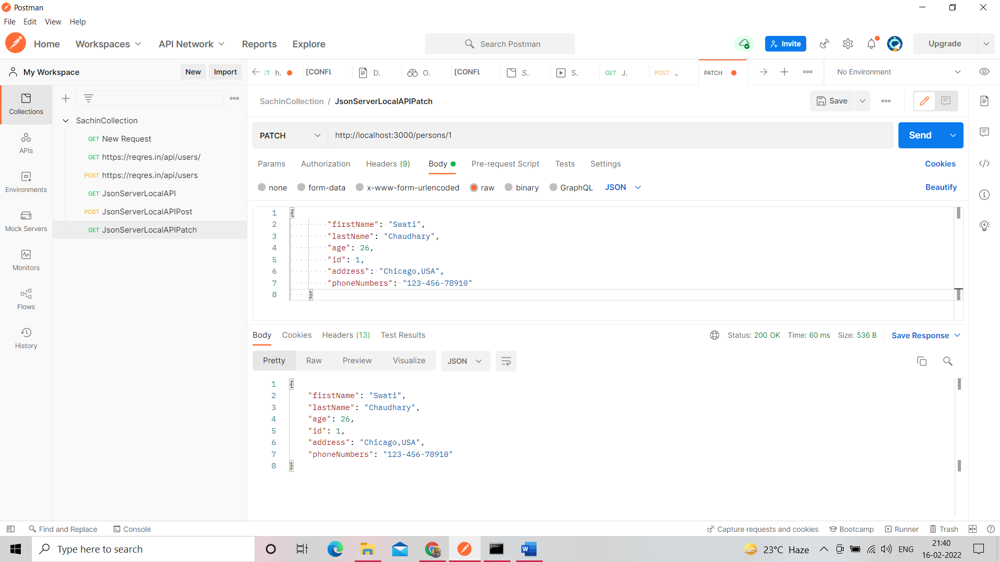 Postman
File Edit View Help
Home Workspaces API Network Reports Explore Search Postman Invite Upgrade
My Workspace New Import ET h. [CONFL D. O. [CONFL S.. S.. GET J. POST PATCH No Environment
SachinCollection / JsonServerLocalAPIPatch Save
Collections
SachinCollection
GET New Request
GET https://reqres.in/api/users/
POST https://reqres.in/api/users
GET JsonServerLocalAPI
POST JsonServerLocalAPIPost
GET JsonServerLocalAPIPatch
APIs
Environments
Mock Servers
Monitors
Flows
History
PATCH http://localhost:3000/persons/1 Send
Params Authorization Headers (9) Body Pre-request Script Tests Settings Cookies
none form-data x-www-form-urlencoded raw binary GraphQL JSON Beautify
1 {
2 "firstName": "Swati",
3 "lastName": "Chaudhary",
4 "age": 26,
5 "id": 1,
6 "address": "Chicago,USA",
7 "phoneNumbers": "123-456-78910"
8 }
Body Cookies Headers (13) Test Results Status: 200 OK Time: 60 ms Size: 536 B Save Response
Pretty Raw Preview Visualize JSON
1 {
2 "firstName": "Swati",
3 "lastName": "Chaudhary",
4 "age": 26,
5 "id": 1,
6 "address": "Chicago,USA",
7 "phoneNumbers": "123-456-78910"
8 }
Find and Replace Console Capture requests and cookies Bootcamp Runner Trash
Type here to search 23°C Haze ENG 21:40
16-02-2022